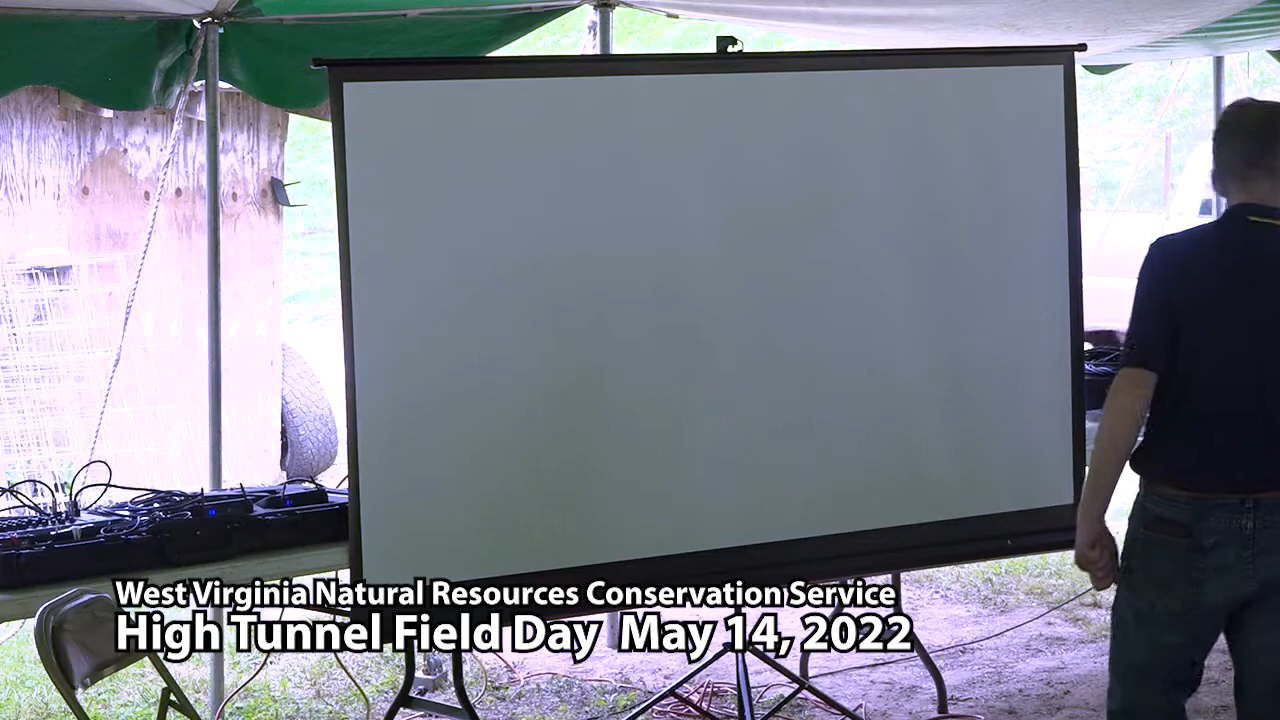 West Virginia Natural Resources Conservation Service
High Tunnel Field Day  May 14, 2022